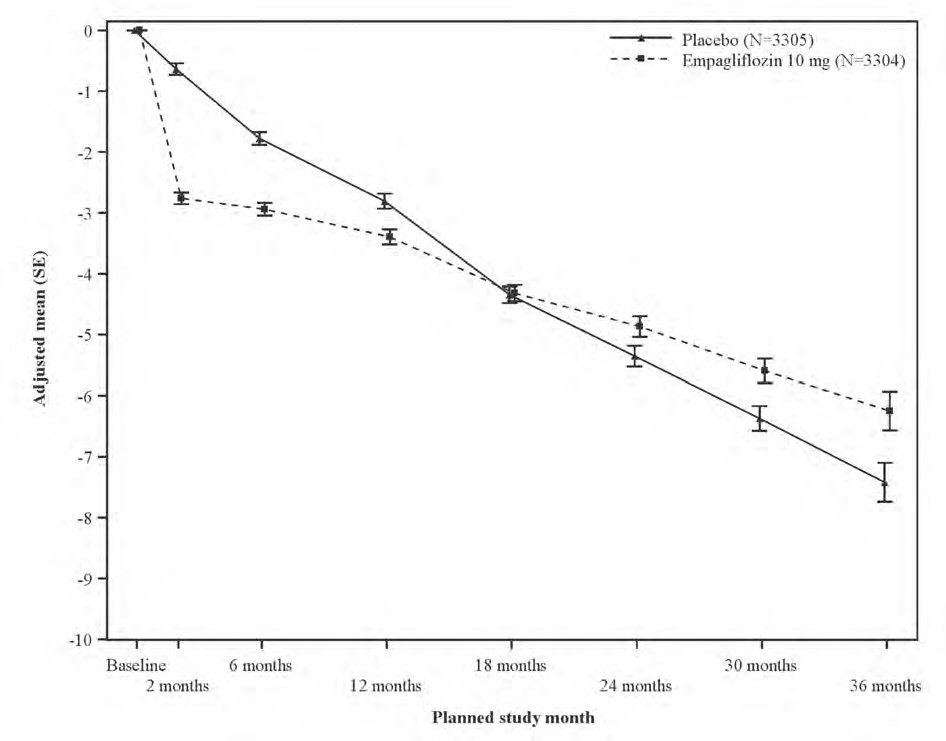 Placebo (N=3305)
Empagliflozin 10 mg (N=3304)
Adjusted mean (SE)
0
-1
-2
-3
-4
-5
-6
-7
-8
-9
-10
Baseline
2 months
6 months
12 months
18 months
24 months
30 months
36 months
Planned study month